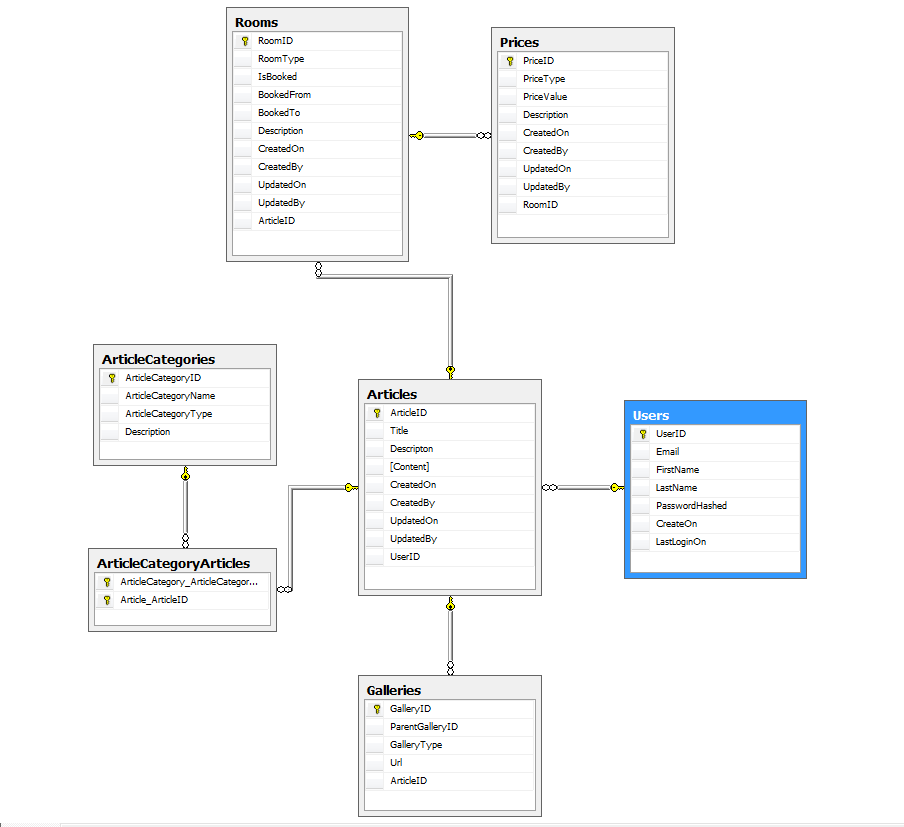 Rooms
RoomID
RoomType
IsBooked
BookedFrom
BookedTo
Description
CreatedOn
CreatedBy
UpdatedOn
UpdatedBy
ArticleID
Prices
PriceID
PriceType
PriceValue
Description
CreatedOn
CreatedBy
UpdatedOn
UpdatedBy
RoomID
ArticleCategories
ArticleCategoryID
ArticleCategoryName
ArticleCategoryType
Description
Articles
ArticleID
Title
Descripton
[Content]
CreatedOn
CreatedBy
UpdatedOn
UpdatedBy
UserID
Users
UserID
Email
FirstName
LastName
PasswordHashed
CreateOn
LastLoginOn
ArticleCategoryArticles
ArticleCategory_ArticleCategor...
Article_ArticleID
Galleries
GalleryID
ParentGalleryID
GalleryType
Url
ArticleID